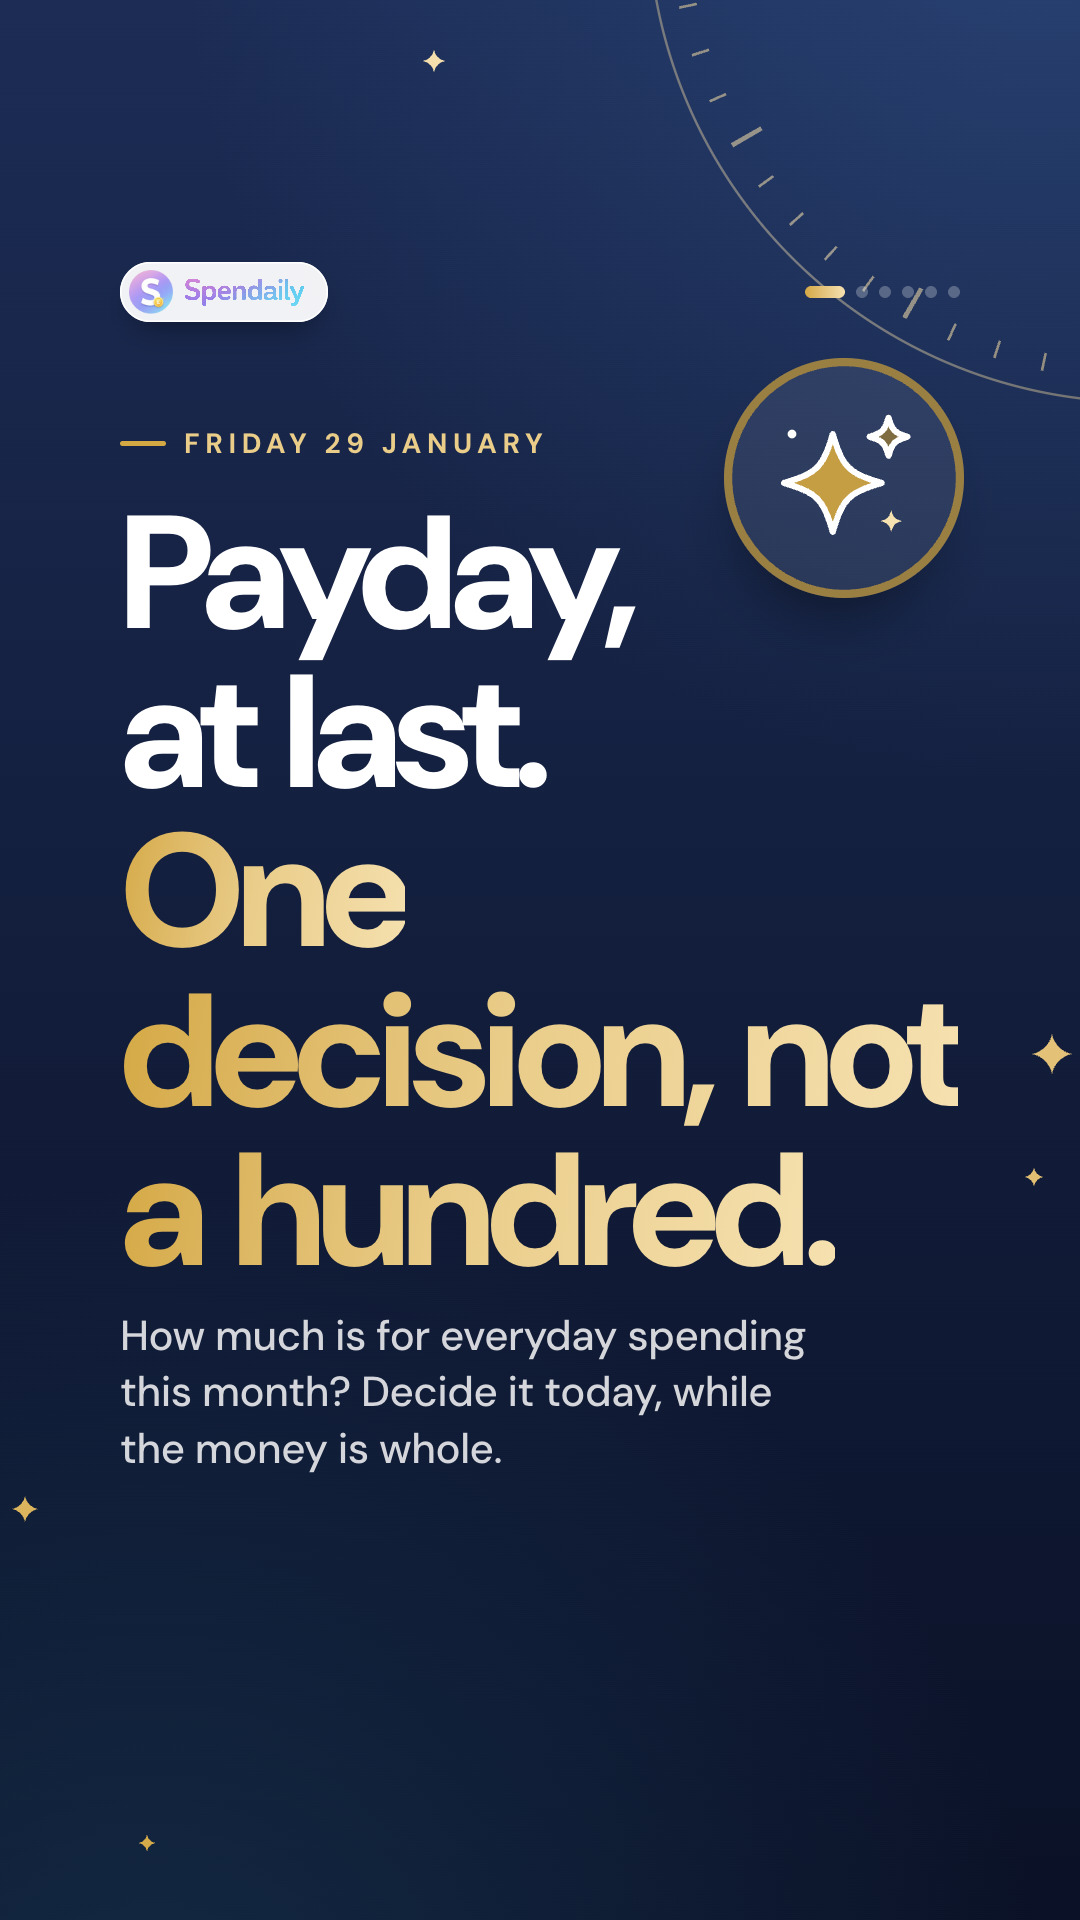 Spendaily
FRIDAY 29 JANUARY
Payday,
at last.
One
decision, not
a hundred.
How much is for everyday spending
this month? Decide it today, while
the money is whole.